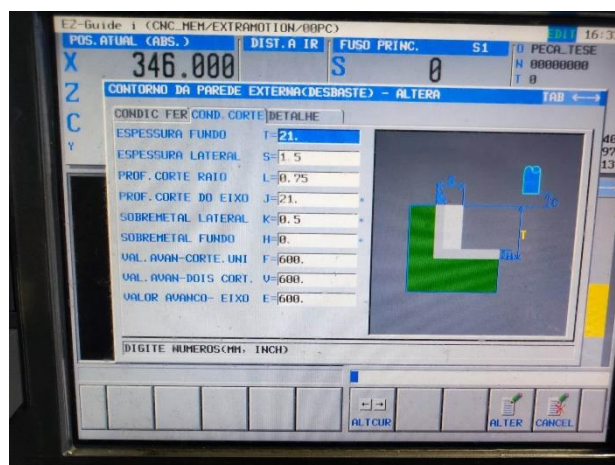 EZ-Guide i (CNC_MEM/EXTRAMOTION/00PC)
EDIT 16:3
POS.ATUAL (ABS.) DIST.A IR FUSO PRINC. S1 O PECA_TESE
X 346.000 S 0 N 00000000
T 0
Z CONTORNO DA PAREDE EXTERNA(DESBASTE) - ALTERA TAB
C CONDIC FER COND. CORTE DETALHE
Y ESPESSURA FUNDO T=21.
ESPESSURA LATERAL S=1.5
PROF.CORTE RAIO L=0.75
PROF.CORTE DO EIXO J=21.
SOBREMETAL LATERAL K=0.5
SOBREMETAL FUNDO H=0.
VAL.AVAN-CORTE.UNI F=600.
VAL.AVAN-DOIS CORT. V=600.
VALOR AVANCO- EIXO E=600.
T
DIGITE NUMEROS(MM, INCH)
ALTCUR ALTER CANCEL